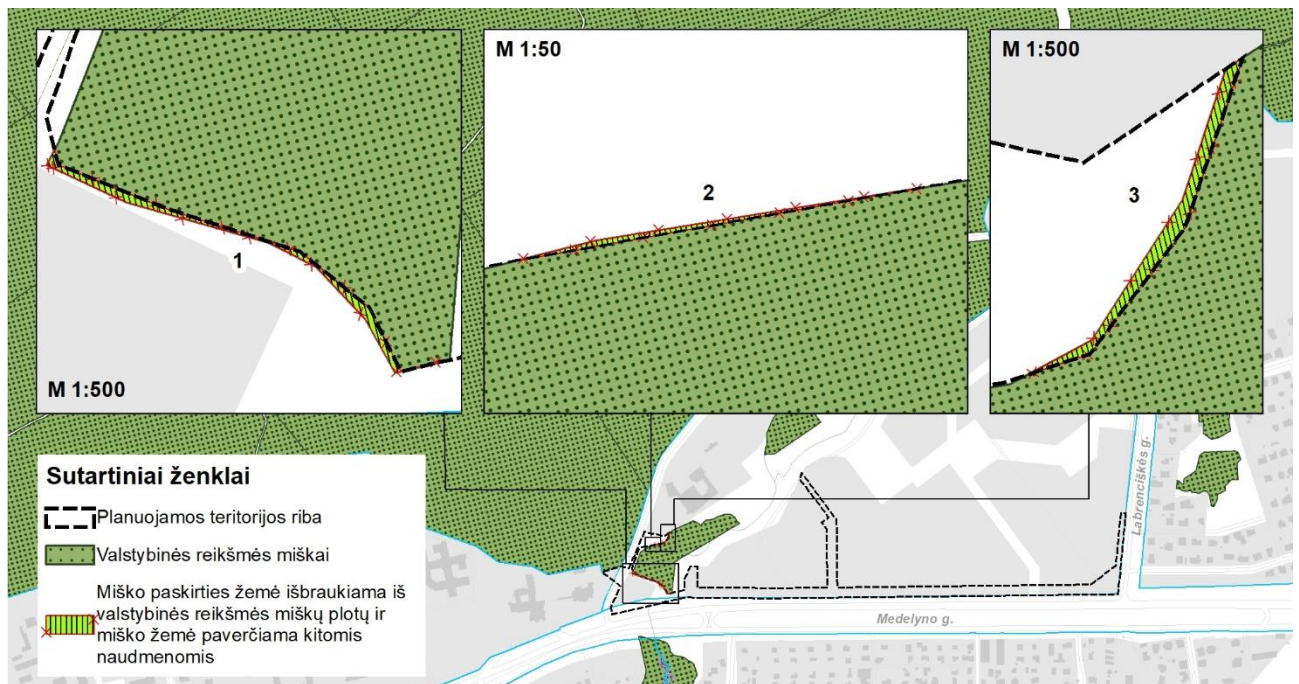 M 1:50
M 1:500
2
3
1
M 1:500
Sutartiniai ženklai
Planuojamos teritorijos riba
Valstybinės reikšmės miškai
Miško paskirties žemė išbraukiama iš
valstybinės reikšmės miškų plotų ir
miško žemė paverčiama kitomis
naudmenomis
Labrenciškės g.
Medelyno g.